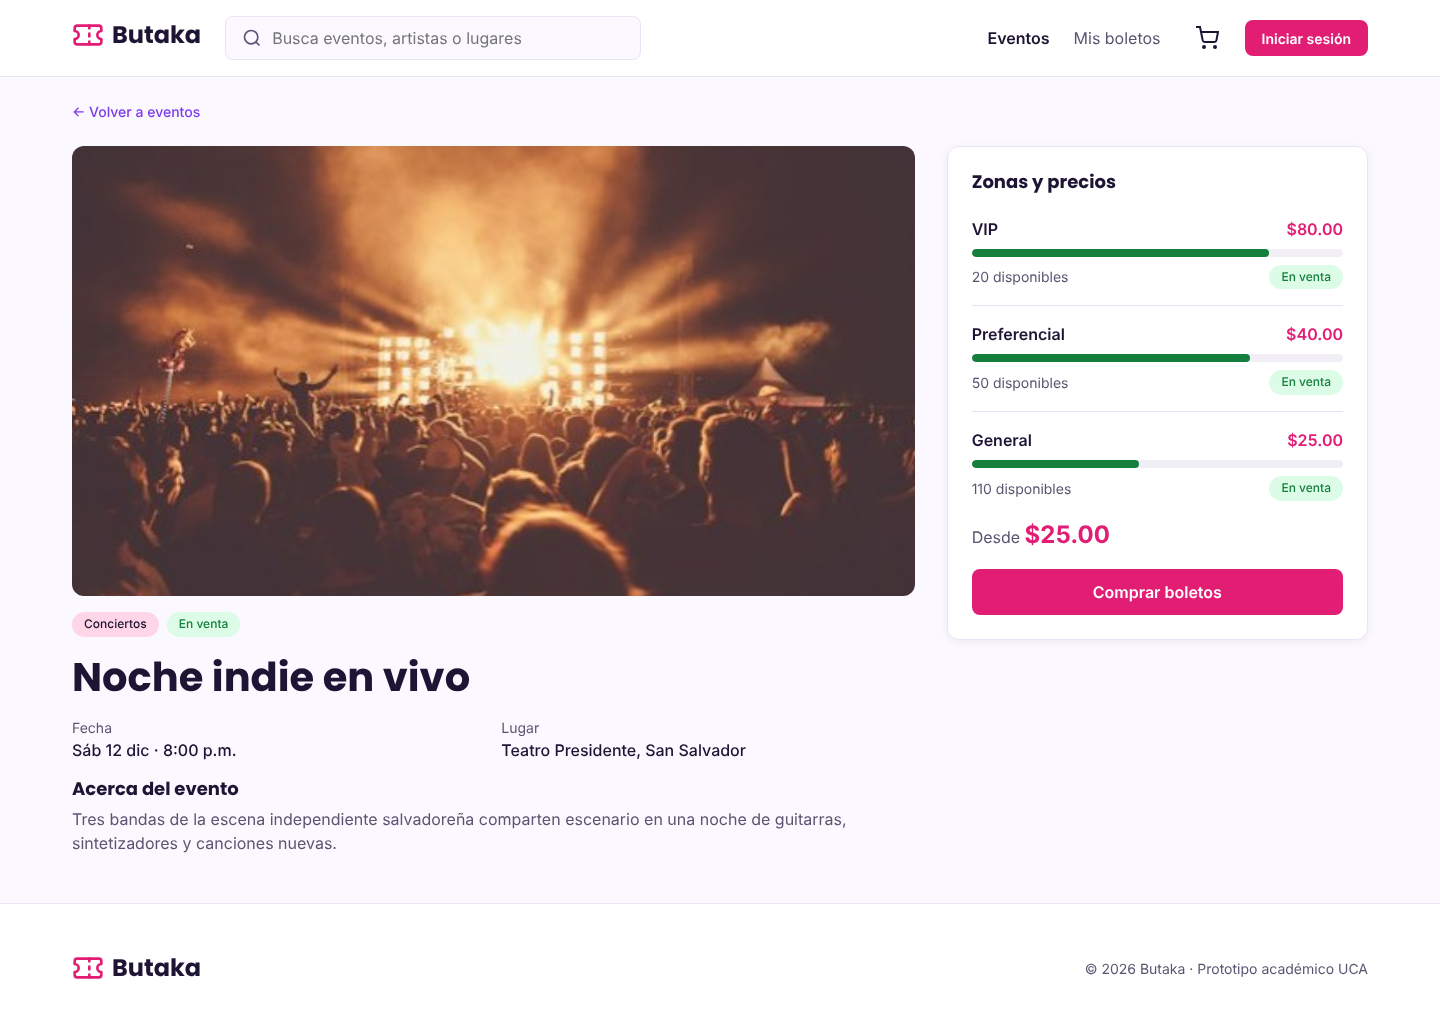 Butaka
Busca eventos, artistas o lugares
Eventos
Mis boletos
Iniciar sesión
← Volver a eventos
Conciertos
En venta
Noche indie en vivo
Fecha
Sáb 12 dic · 8:00 p.m.
Lugar
Teatro Presidente, San Salvador
Acerca del evento
Tres bandas de la escena independiente salvadoreña comparten escenario en una noche de guitarras,
sintetizadores y canciones nuevas.
Zonas y precios
VIP $80.00
20 disponibles En venta
Preferencial $40.00
50 disponibles En venta
General $25.00
110 disponibles En venta
Desde $25.00
Comprar boletos
Butaka
© 2026 Butaka · Prototipo académico UCA